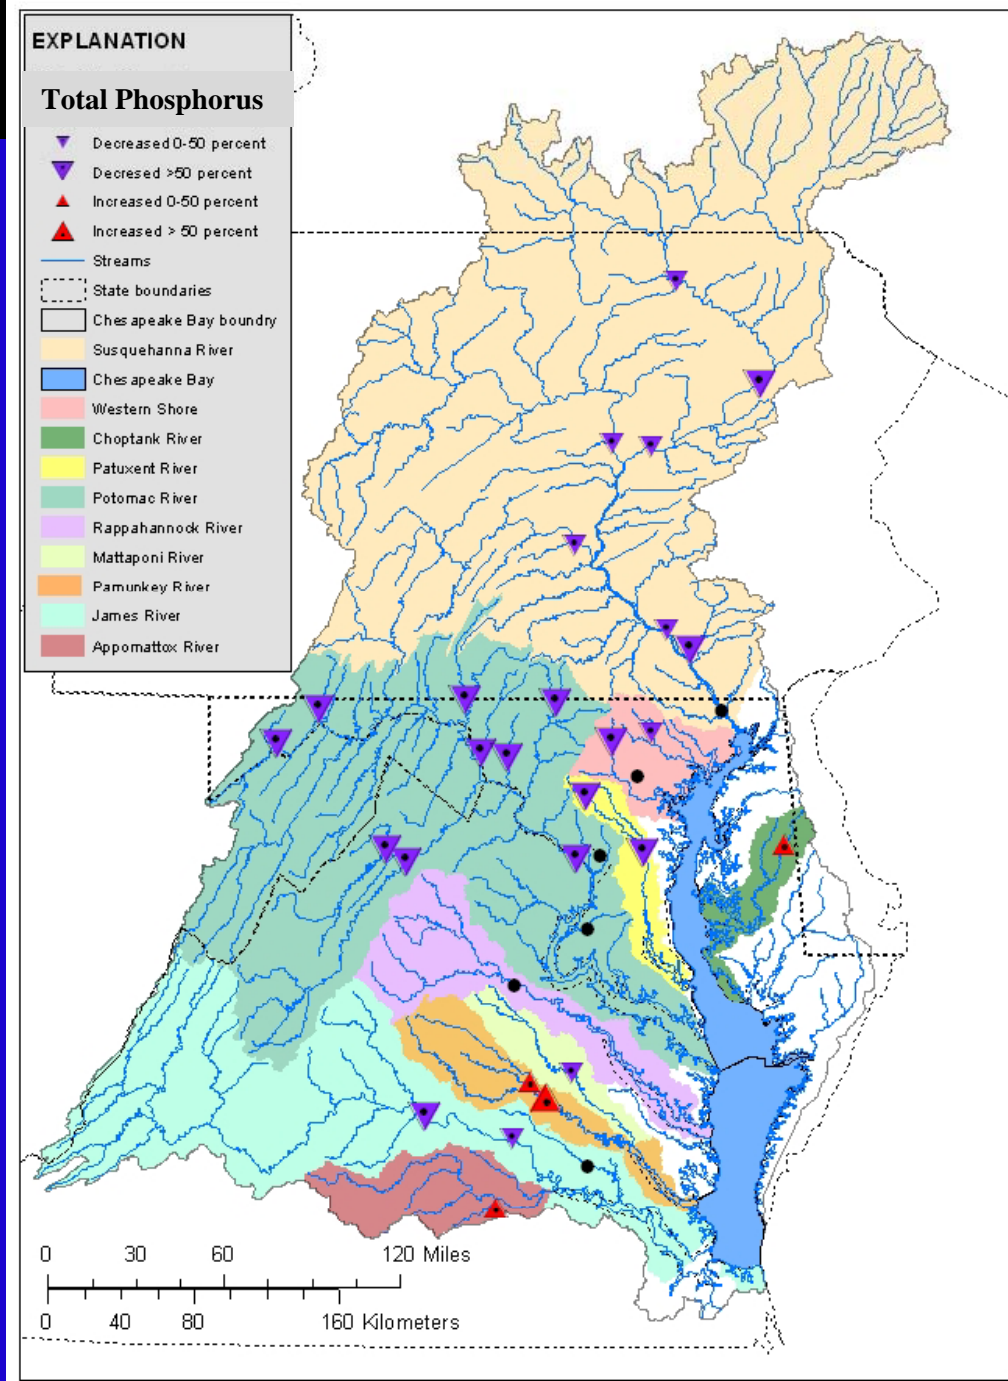 EXPLANATION
Total Phosphorus
Decreased 0-50 percent
Decresed >50 percent
Increased 0-50 percent
Increased > 50 percent
Streams
State boundaries
Chesapeake Bay boundry
Susquehanna River
Chesapeake Bay
Western Shore
Choptank River
Patuxent River
Potomac River
Rappahannock River
Mattaponi River
Pamunkey River
James River
Appomattox River
0 30 60 120 Miles
0 40 80 160 Kilometers